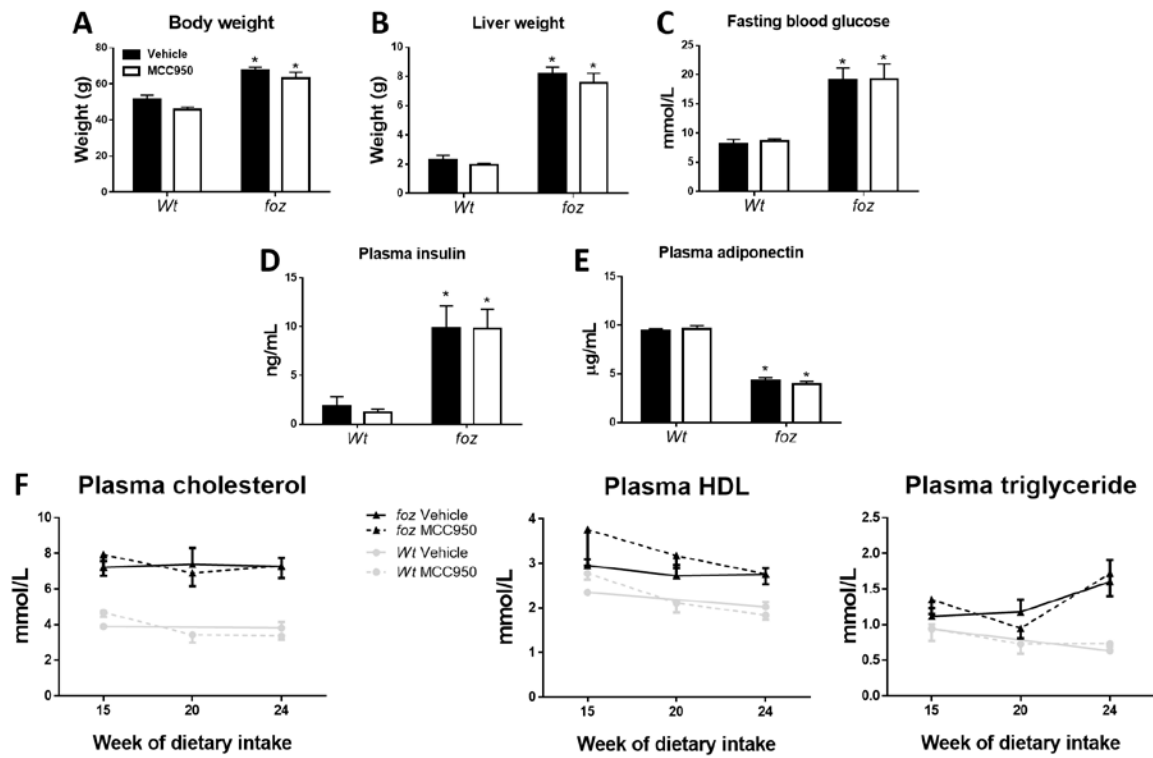 A
Body weight
Weight (g)
80
60
40
20
0
Vehicle
MCC950
*
*
Wt
foz
B
Liver weight
Weight (g)
10
8
6
4
2
0
*
*
Wt
foz
C
Fasting blood glucose
mmol/L
25
20
15
10
5
0
*
*
Wt
foz
D
Plasma insulin
ng/mL
15
10
5
0
*
*
Wt
foz
E
Plasma adiponectin
µg/mL
15
10
5
0
*
*
Wt
foz
F
Plasma cholesterol
mmol/L
10
8
6
4
2
0
15
20
24
Week of dietary intake
foz Vehicle
foz MCC950
Wt Vehicle
Wt MCC950
Plasma HDL
mmol/L
4
3
2
1
0
15
20
24
Week of dietary intake
Plasma triglyceride
mmol/L
2.5
2.0
1.5
1.0
0.5
0.0
15
20
24
Week of dietary intake